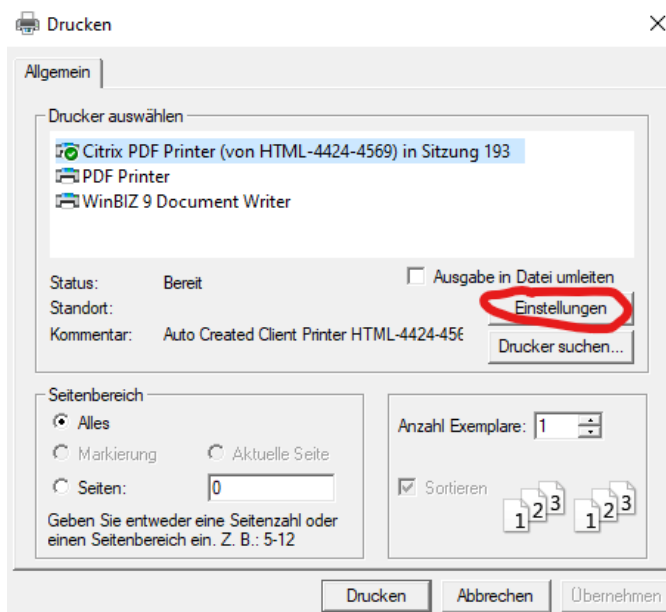 Drucken
Allgemein
Drucker auswählen
Citrix PDF Printer (von HTML-4424-4569) in Sitzung 193
PDF Printer
WinBIZ 9 Document Writer
Status: Bereit
Ausgabe in Datei umleiten
Standort:
Einstellungen
Kommentar: Auto Created Client Printer HTML-4424-456
Drucker suchen...
Seitenbereich
Alles
Markierung Aktuelle Seite
Seiten: 0
Geben Sie entweder eine Seitenzahl oder
einen Seitenbereich ein. Z. B.: 5-12
Anzahl Exemplare: 1
Sortieren
1 2 3 1 2 3
Drucken Abbrechen Übernehmen